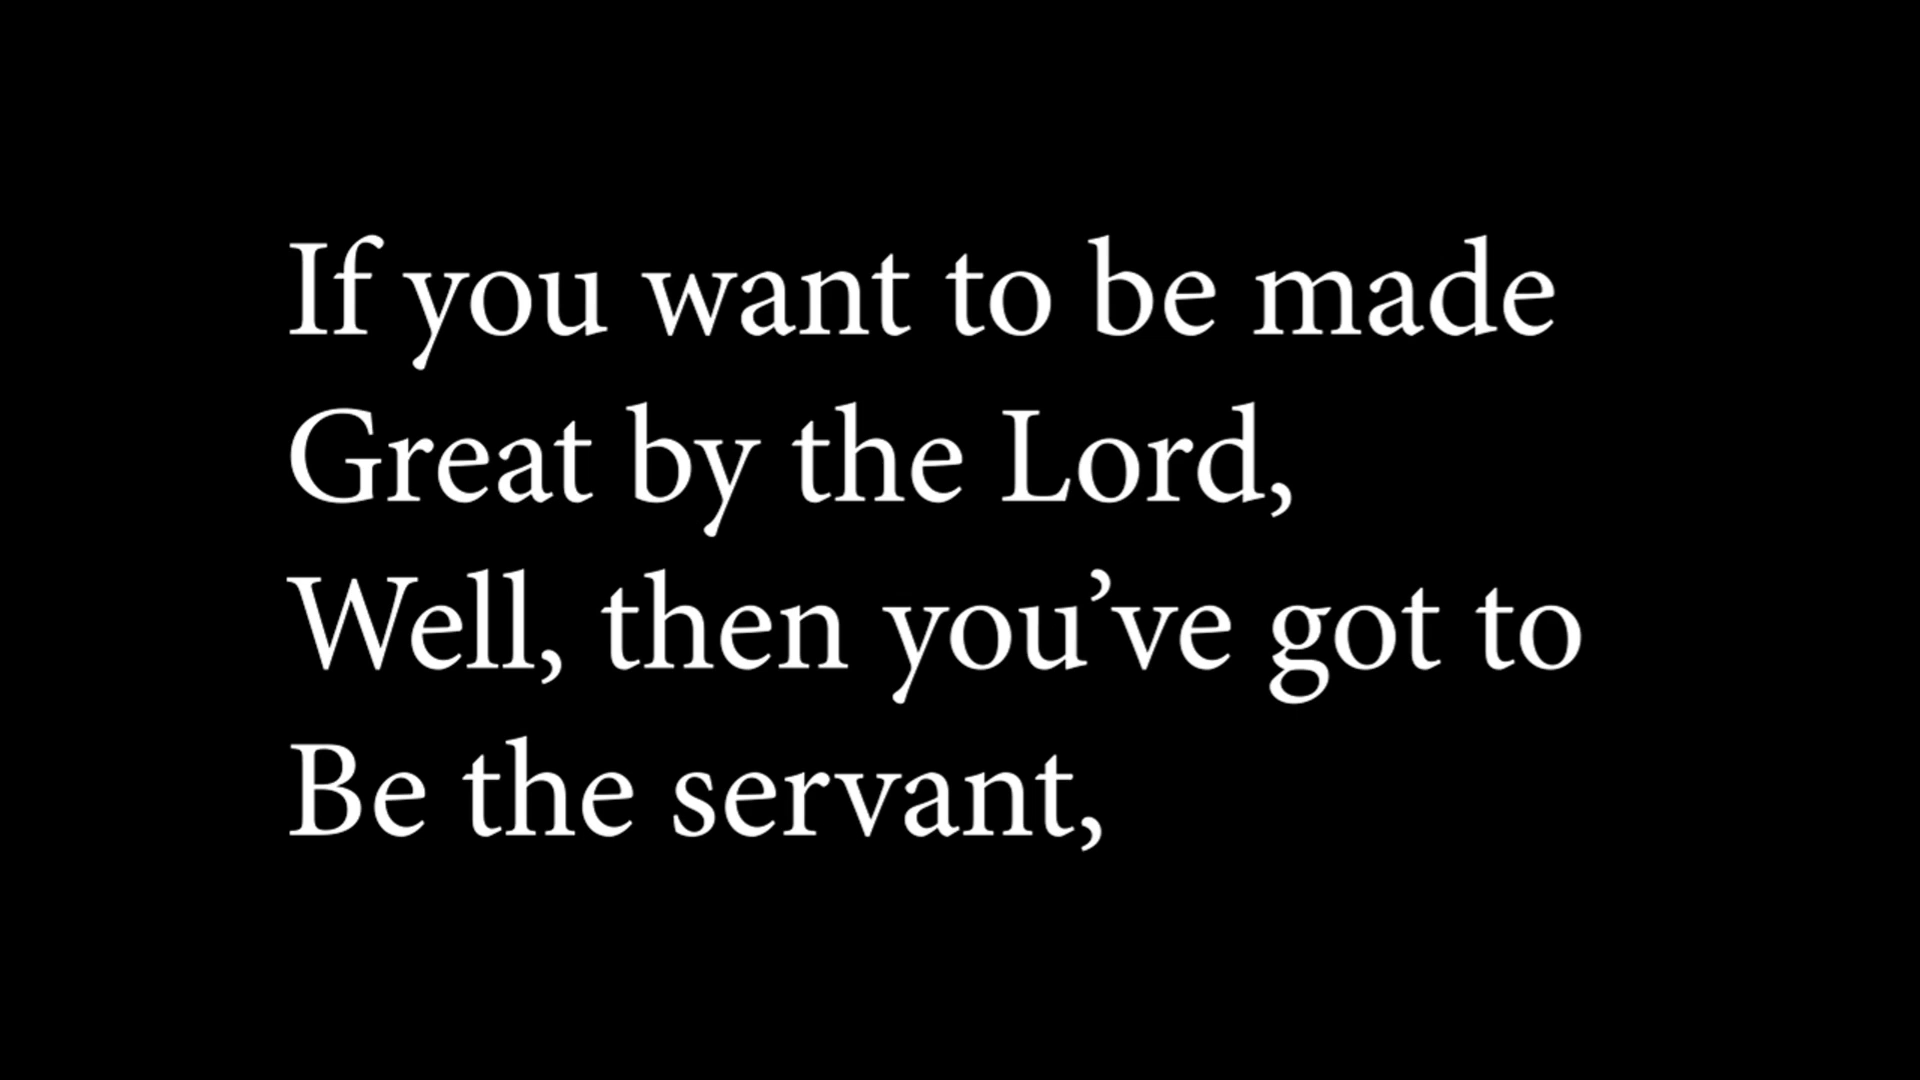 If you want to be made
Great by the Lord,
Well, then you’ve got to
Be the servant,